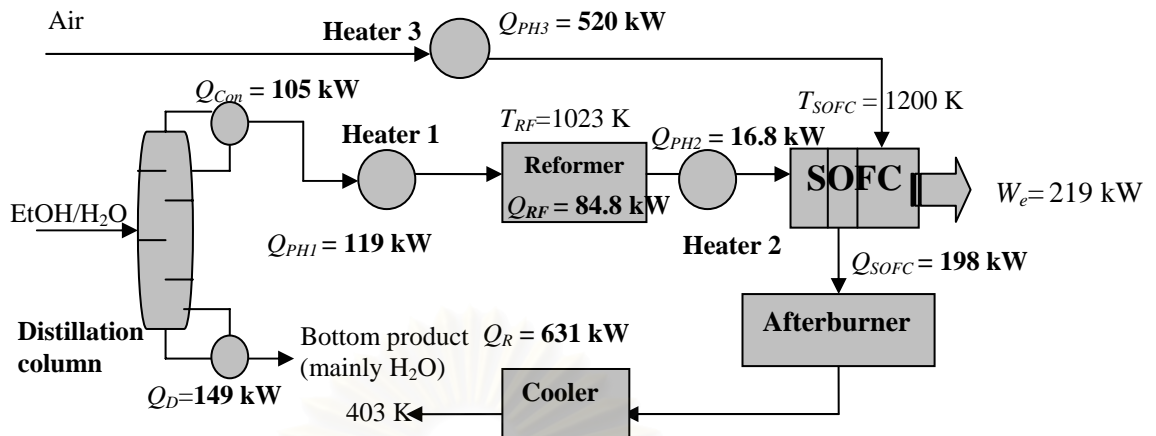 Air
Heater 3
Q_PH3 = 520 kW
Q_Con = 105 kW
T_SOFC = 1200 K
Heater 1
T_RF=1023 K
Q_PH2 = 16.8 kW
Reformer
SOFC
Q_RF = 84.8 kW
W_e= 219 kW
EtOH/H₂O
Q_PH1 = 119 kW
Heater 2
Q_SOFC = 198 kW
Distillation
column
Bottom product
(mainly H₂O)
Q_R = 631 kW
Afterburner
Q_D=149 kW
Cooler
403 K